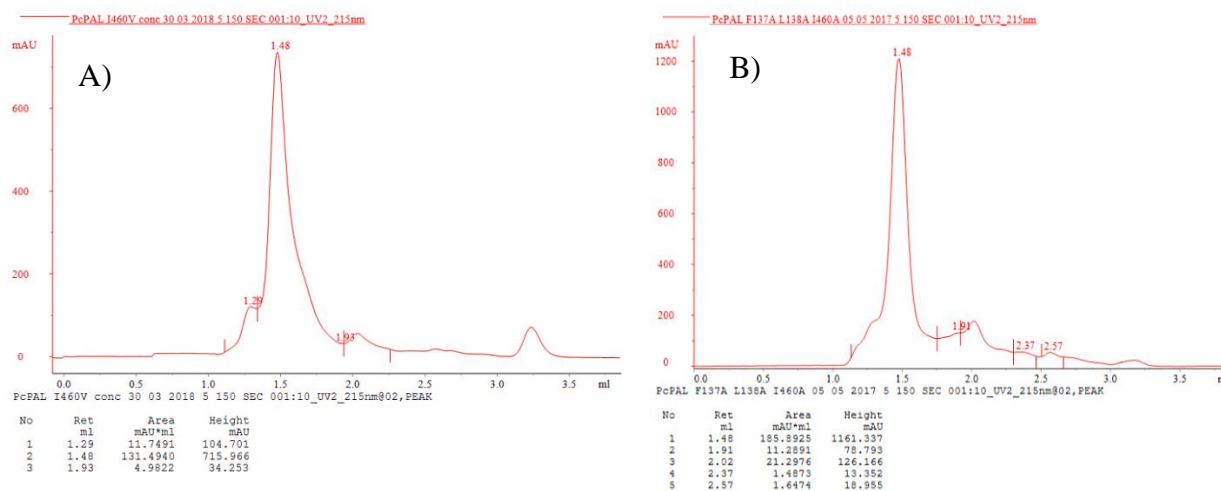 PcPAL I460V conc 30 03 2018 5 150 SEC 001:10_UV2_215nm
mAU
A)
1.48
600
400
200
1.29
1.93
0
0.0 0.5 1.0 1.5 2.0 2.5 3.0 3.5 ml
PcPAL I460V conc 30 03 2018 5 150 SEC 001:10_UV2_215nm@02,PEAK
No Ret Area Height
ml mAU*ml mAU
1 1.29 11.7491 104.701
2 1.48 131.4940 715.966
3 1.93 4.9822 34.253
PcPAL F137A L138A I460A 05 05 2017 5 150 SEC 001:10_UV2_215nm
mAU
B)
1.48
1200
1000
800
600
400
200
1.91
2.37 2.57
0
0.0 0.5 1.0 1.5 2.0 2.5 3.0 3.5 ml
PcPAL F137A L138A I460A 05 05 2017 5 150 SEC 001:10_UV2_215nm@02,PEAK
No Ret Area Height
ml mAU*ml mAU
1 1.48 185.8925 1161.337
2 1.91 11.2891 78.793
3 2.02 21.2976 126.166
4 2.37 1.4873 13.352
5 2.57 1.6474 18.955